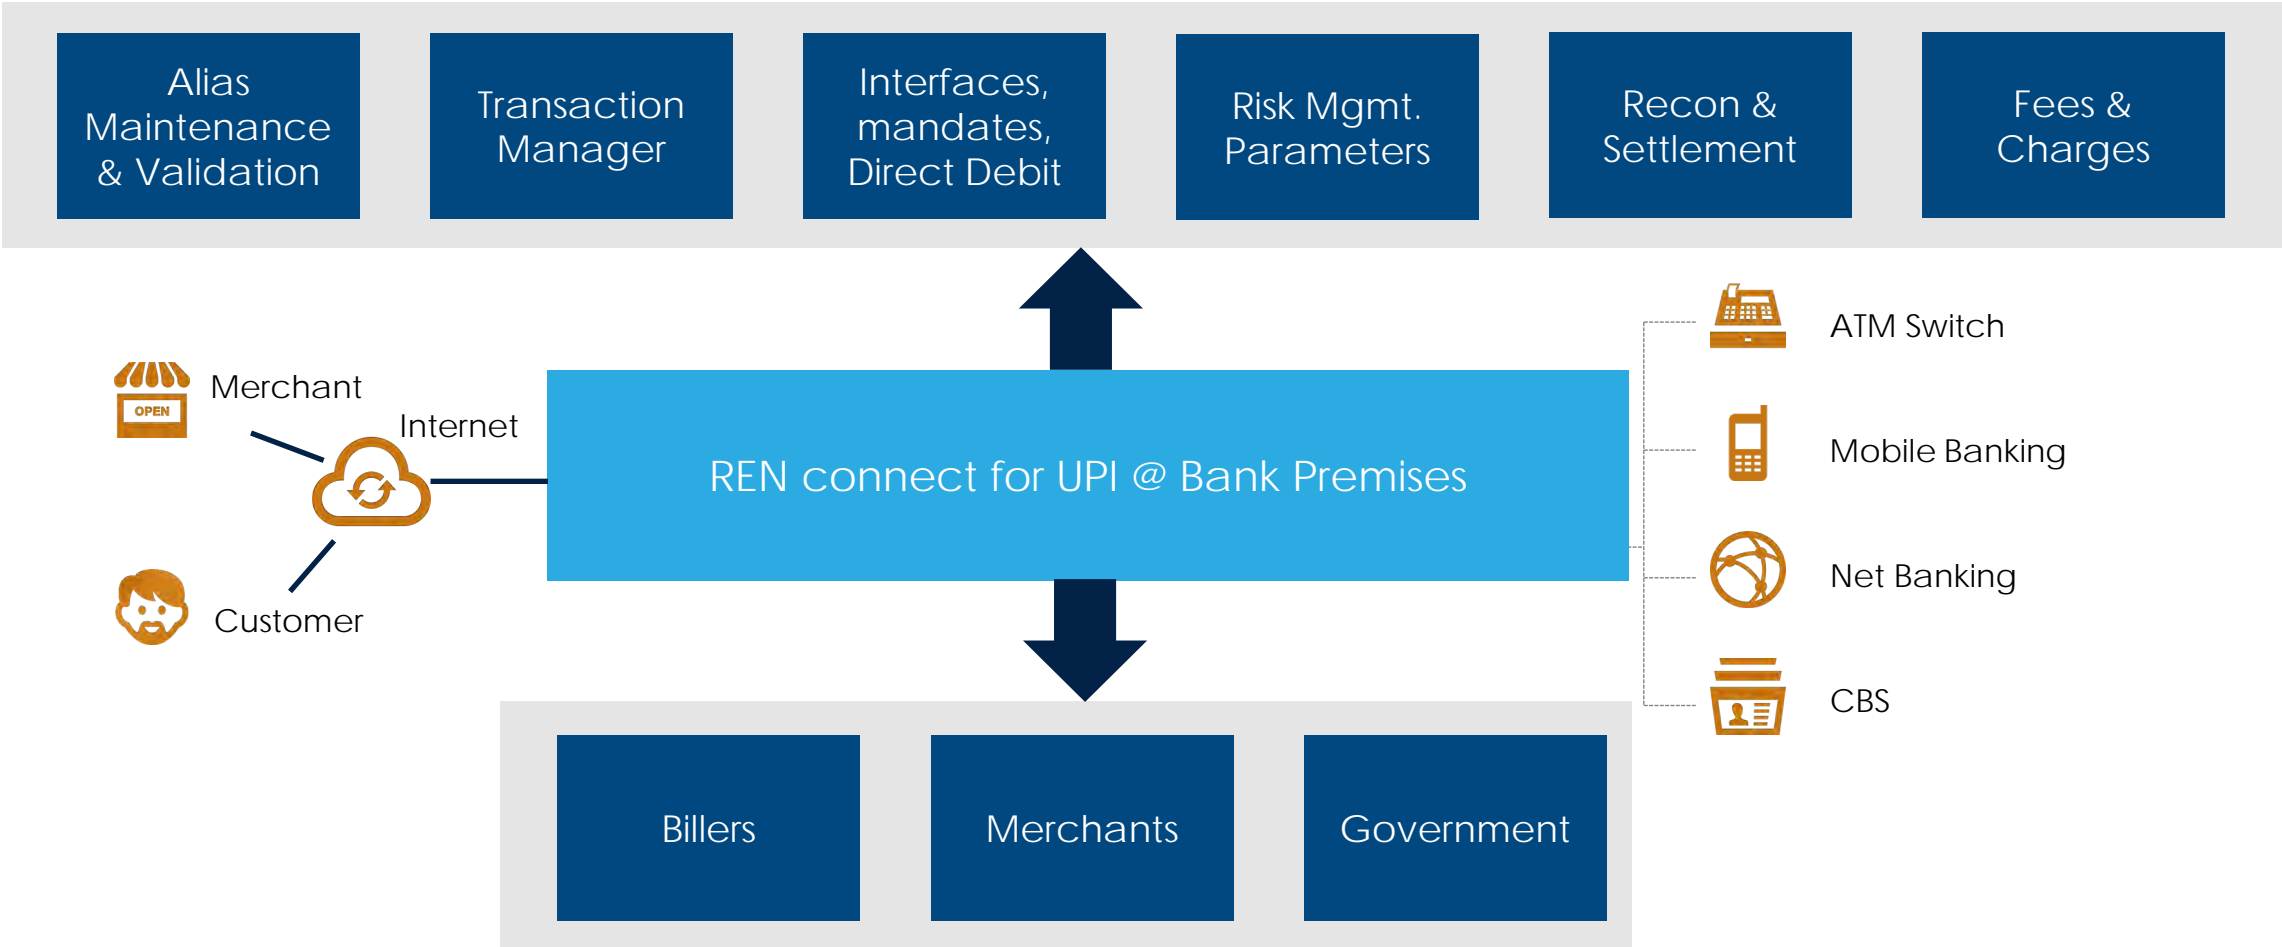 Alias
Maintenance
& Validation
Transaction
Manager
Interfaces,
mandates,
Direct Debit
Risk Mgmt.
Parameters
Recon &
Settlement
Fees &
Charges
Merchant
OPEN
Internet
Customer
REN connect for UPI @ Bank Premises
ATM Switch
Mobile Banking
Net Banking
CBS
Billers
Merchants
Government